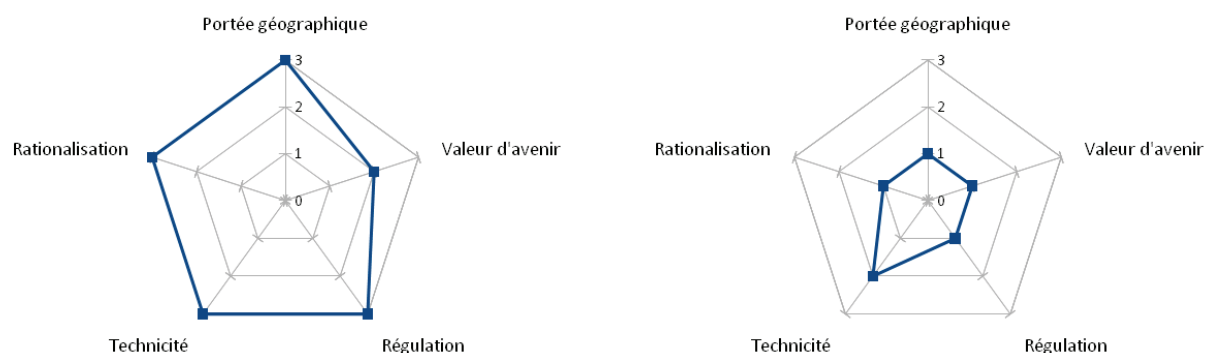 Portée géographique
3
2
1
0
Valeur d'avenir
Régulation
Technicité
Rationalisation
Portée géographique
3
2
1
0
Valeur d'avenir
Régulation
Technicité
Rationalisation